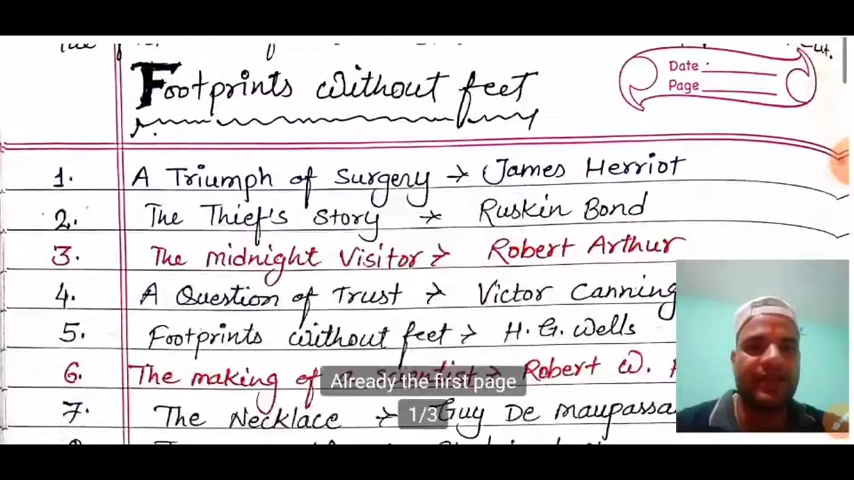 Footprints without feet
Date :
Page
1. A Triumph of Surgery → James Herriot
2. The Thief's Story → Ruskin Bond
3. The midnight Visitor → Robert Arthur
4. A Question of Trust → Victor Canning
5. Footprints without feet → H. G. Wells
6. The making of a scientist → Robert W.
Already the first page
7. The Necklace → Guy De maupassa
1/3